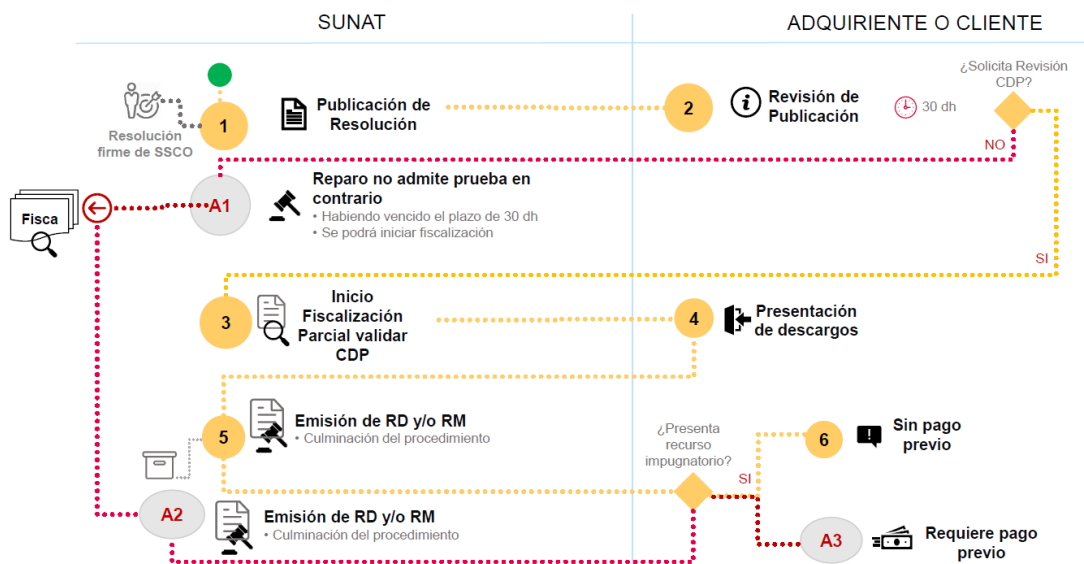 SUNAT
ADQUIRIENTE O CLIENTE
¿Solicita Revisión
CDP?
Resolución
firme de SSCO
1
Publicación de
Resolución
2
Revisión de
Publicación
30 dh
NO
A1
Reparo no admite prueba en
contrario
• Habiendo vencido el plazo de 30 dh
• Se podrá iniciar fiscalización
Fisca
SI
3
Inicio
Fiscalización
Parcial validar
CDP
4
Presentación
de descargos
5
Emisión de RD y/o RM
• Culminación del procedimiento
¿Presenta
recurso
impugnatorio?
SI
6
Sin pago
previo
A2
Emisión de RD y/o RM
• Culminación del procedimiento
A3
Requiere pago
previo